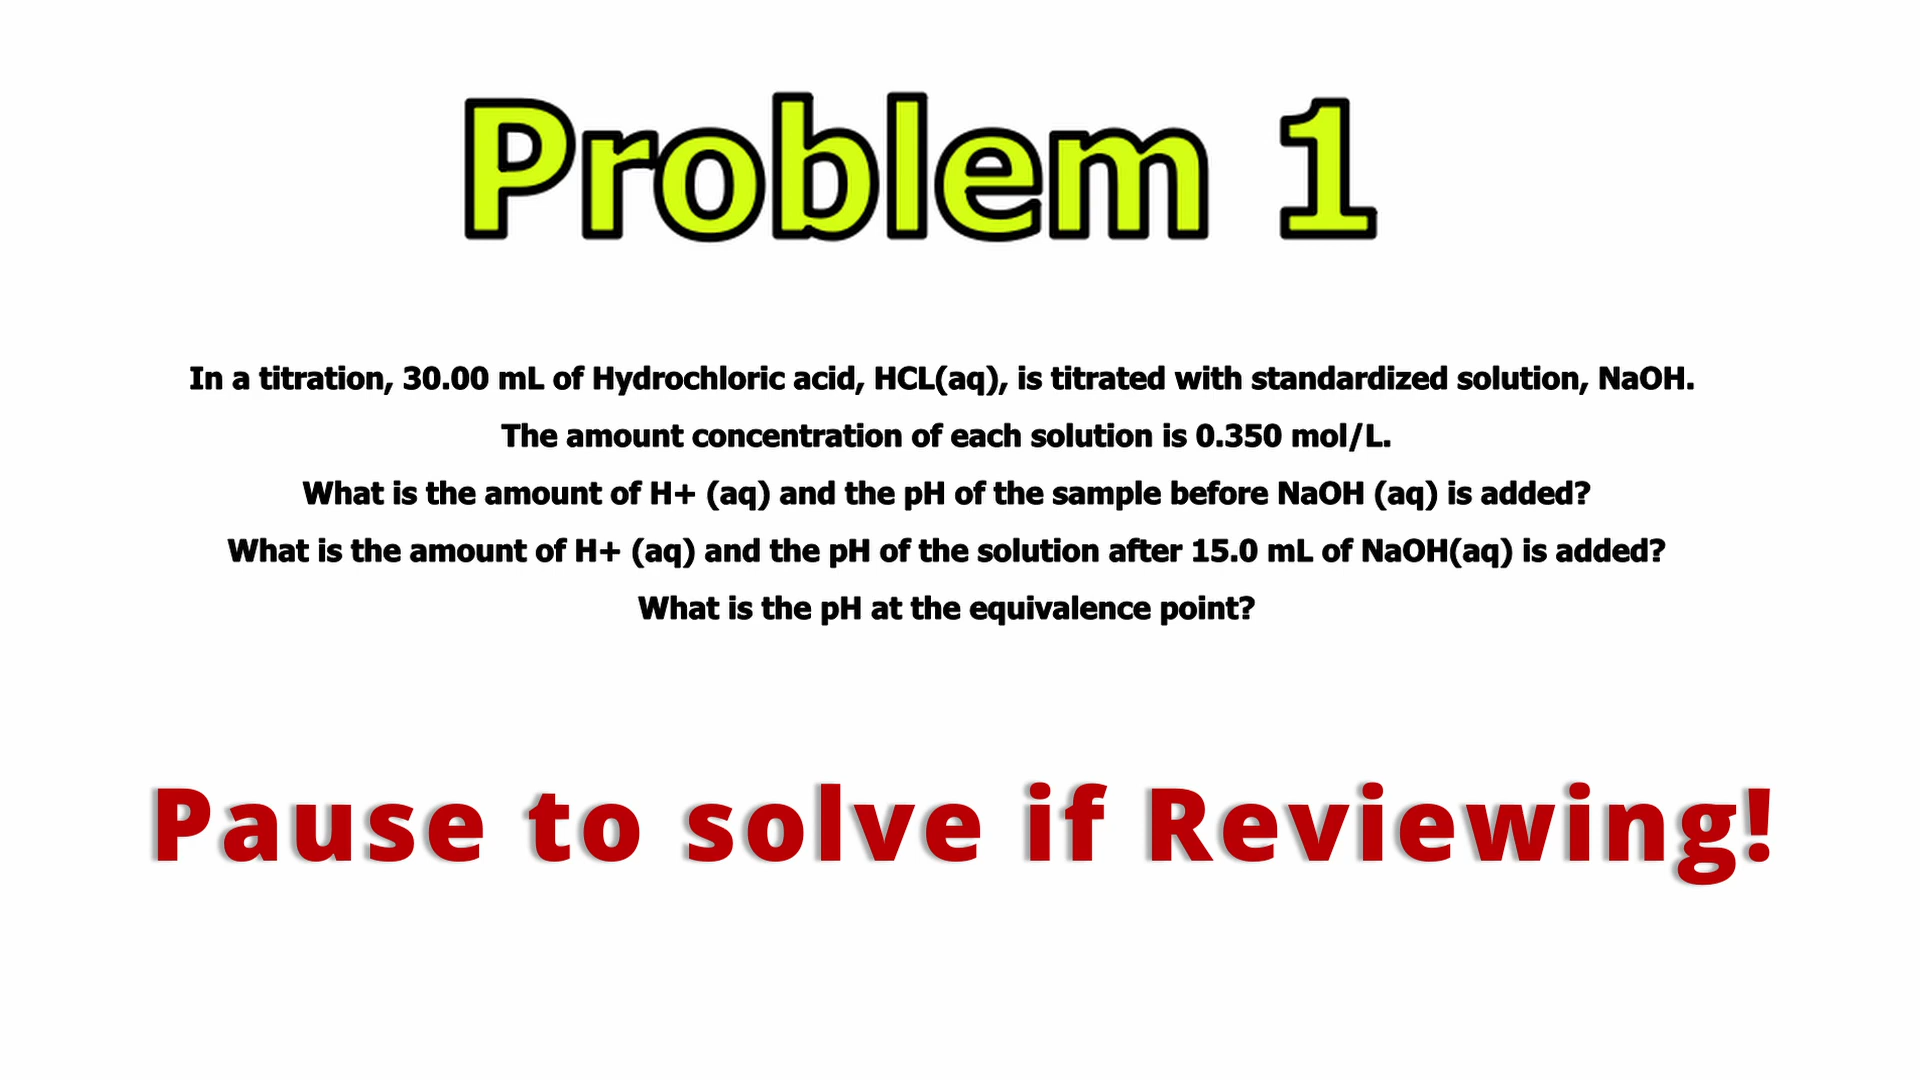 Problem 1
In a titration, 30.00 mL of Hydrochloric acid, HCL(aq), is titrated with standardized solution, NaOH.
The amount concentration of each solution is 0.350 mol/L.
What is the amount of H+ (aq) and the pH of the sample before NaOH (aq) is added?
What is the amount of H+ (aq) and the pH of the solution after 15.0 mL of NaOH(aq) is added?
What is the pH at the equivalence point?
Pause to solve if Reviewing!